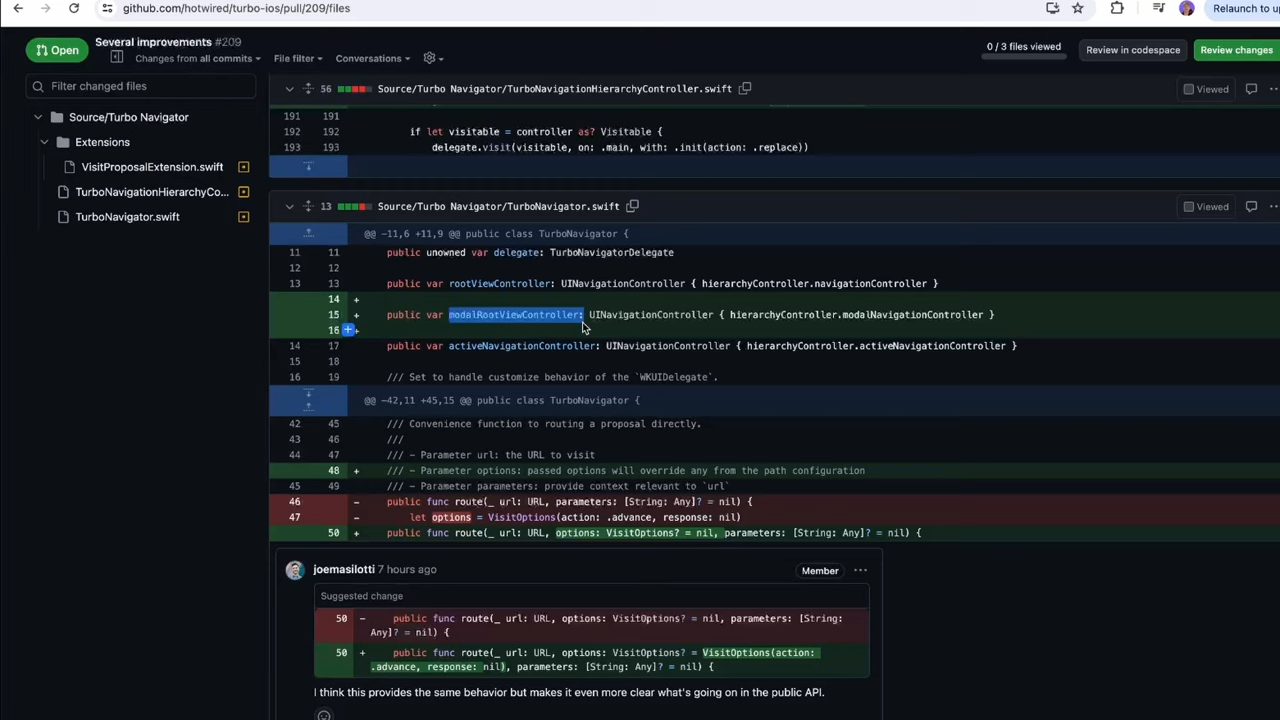 github.com/hotwired/turbo-ios/pull/209/files
Relaunch to up
Open
Several improvements #209
Changes from all commits
File filter
Conversations
0 / 3 files viewed
Review in codespace
Review changes
Filter changed files
Source/Turbo Navigator
Extensions
VisitProposalExtension.swift
TurboNavigationHierarchyCo...
TurboNavigator.swift
56 Source/Turbo Navigator/TurboNavigationHierarchyController.swift
Viewed
191 191
192 192 if let visitable = controller as? Visitable {
193 193 delegate.visit(visitable, on: .main, with: .init(action: .replace))
13 Source/Turbo Navigator/TurboNavigator.swift
Viewed
@@ -11,6 +11,9 @@ public class TurboNavigator {
11 11 public unowned var delegate: TurboNavigatorDelegate
12 12
13 13 public var rootViewController: UINavigationController { hierarchyController.navigationController }
14 +
15 + public var modalRootViewController: UINavigationController { hierarchyController.modalNavigationController }
16 +
14 17 public var activeNavigationController: UINavigationController { hierarchyController.activeNavigationController }
15 18
16 19 /// Set to handle customize behavior of the `WKUIDelegate`.
@@ -42,11 +45,15 @@ public class TurboNavigator {
42 45 /// Convenience function to routing a proposal directly.
43 46 ///
44 47 /// - Parameter url: the URL to visit
48 + /// - Parameter options: passed options will override any from the path configuration
45 49 /// - Parameter parameters: provide context relevant to `url`
46 - public func route(_ url: URL, parameters: [String: Any]? = nil) {
47 - let options = VisitOptions(action: .advance, response: nil)
50 + public func route(_ url: URL, options: VisitOptions? = nil, parameters: [String: Any]? = nil) {
joemasilotti 7 hours ago
Member
Suggested change
50 - public func route(_ url: URL, options: VisitOptions? = nil, parameters: [String:
Any]? = nil) {
50 + public func route(_ url: URL, options: VisitOptions? = VisitOptions(action:
.advance, response: nil), parameters: [String: Any]? = nil) {
I think this provides the same behavior but makes it even more clear what's going on in the public API.